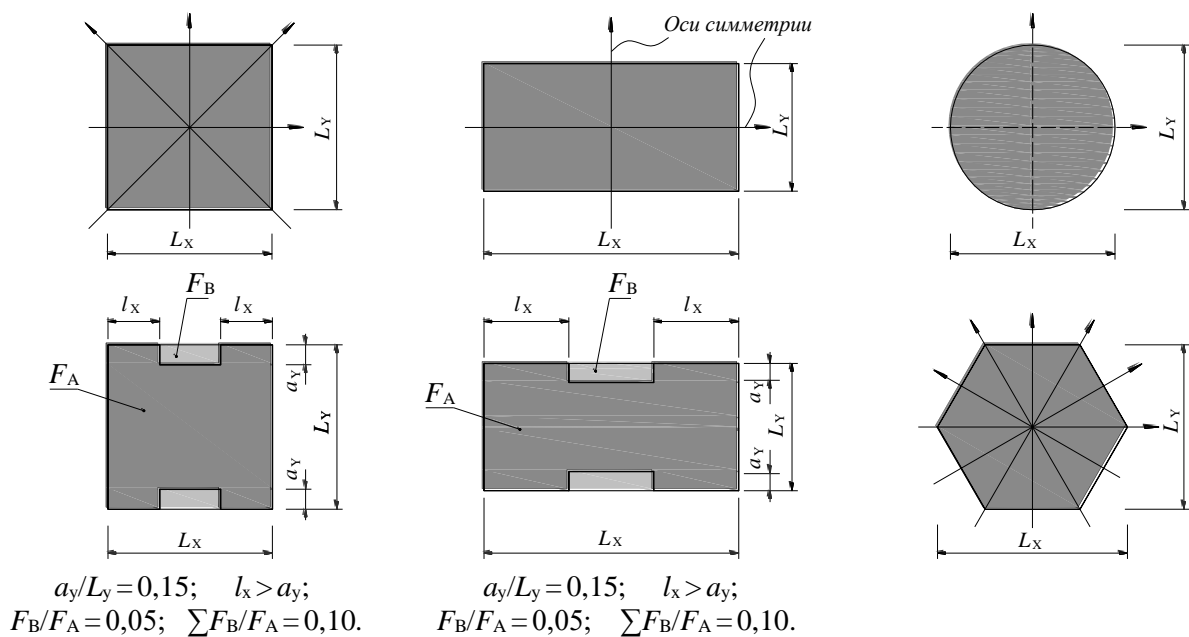 Оси симметрии
L_Y
L_Y
L_Y
L_X
L_X
L_X
F_B
l_X
l_X
F_A
a_Y
L_Y
a_Y
L_X
F_B
l_X
l_X
F_A
a_Y
L_Y
a_Y
L_X
L_Y
L_X
a_y/L_y = 0,15; l_x > a_y;
F_B/F_A = 0,05; ∑F_B/F_A = 0,10.
a_y/L_y = 0,15; l_x > a_y;
F_B/F_A = 0,05; ∑F_B/F_A = 0,10.